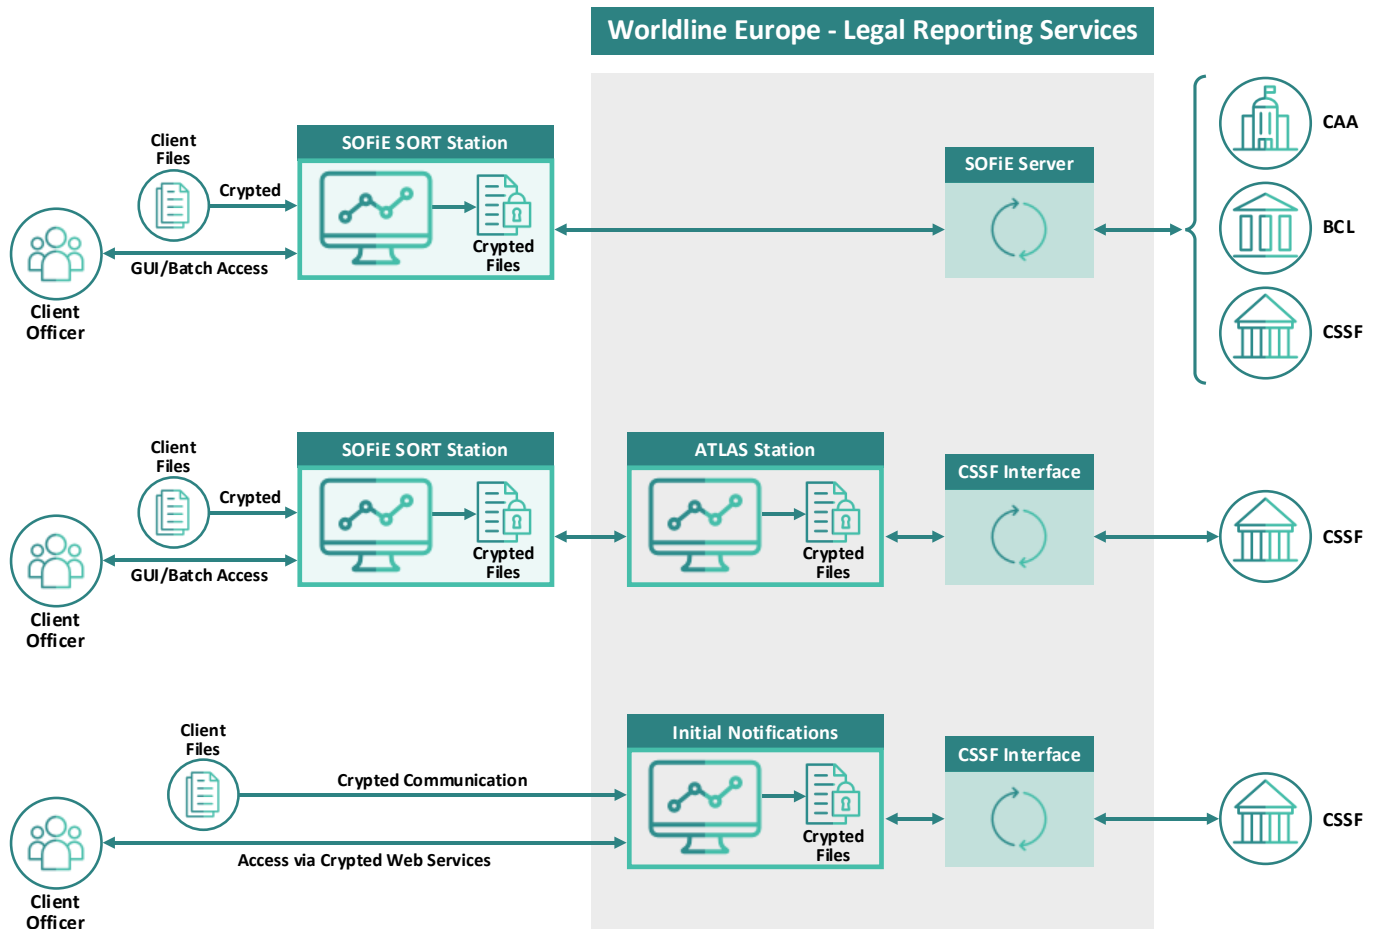 Worldline Europe - Legal Reporting Services
Client
Files
Crypted
Client
Officer
GUI/Batch Access
SOFiE SORT Station
Crypted
Files
SOFiE Server
CAA
BCL
CSSF
Client
Files
Crypted
Client
Officer
GUI/Batch Access
SOFiE SORT Station
Crypted
Files
ATLAS Station
Crypted
Files
CSSF Interface
CSSF
Client
Files
Crypted Communication
Client
Officer
Access via Crypted Web Services
Initial Notifications
Crypted
Files
CSSF Interface
CSSF